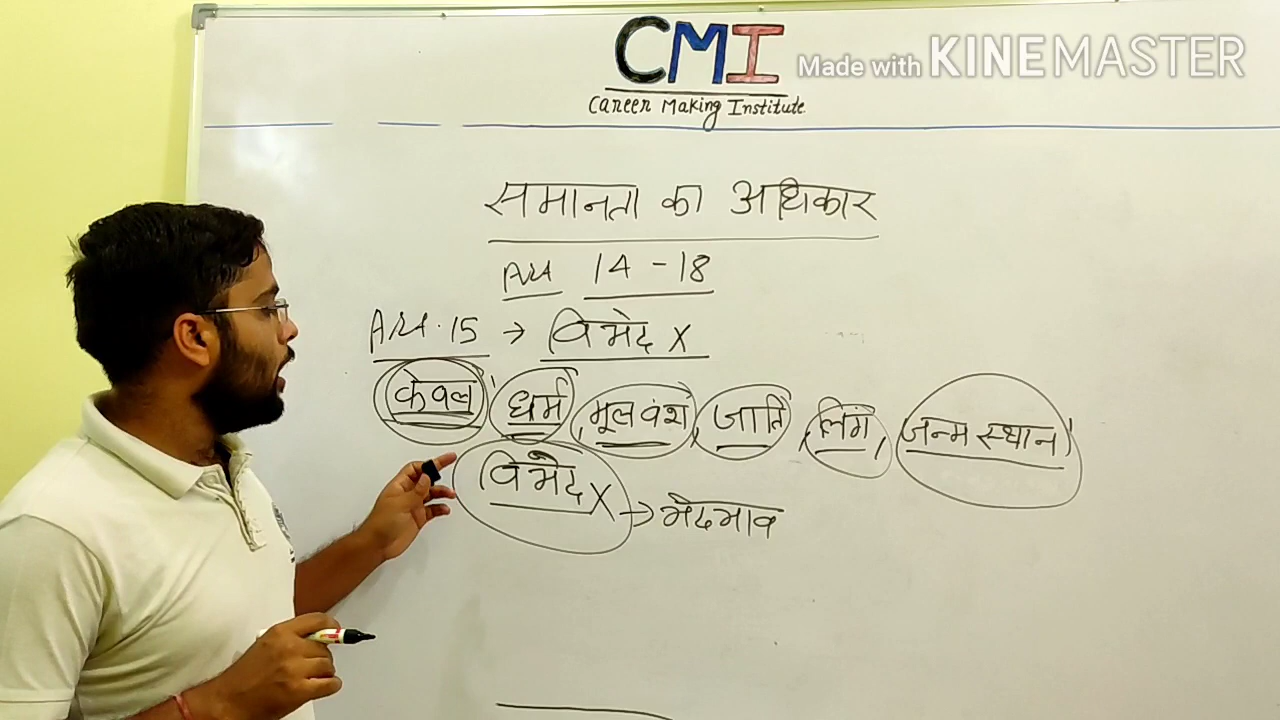 CMI
Made with KINEMASTER
Career Making Institute
समानता का अधिकार
Art 14 - 18
Art. 15 → विभेद X
केवल, धर्म, मूलवंश, जाति, लिंग, जन्म स्थान
विभेद X → भेदभाव